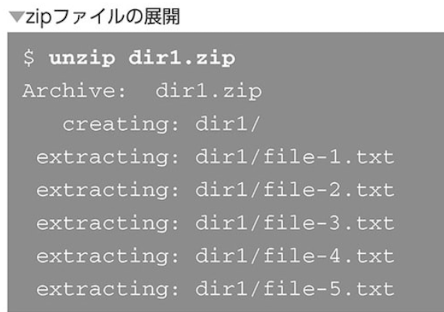 ▼zipファイルの展開
$ unzip dir1.zip
Archive:  dir1.zip
   creating: dir1/
 extracting: dir1/file-1.txt
 extracting: dir1/file-2.txt
 extracting: dir1/file-3.txt
 extracting: dir1/file-4.txt
 extracting: dir1/file-5.txt